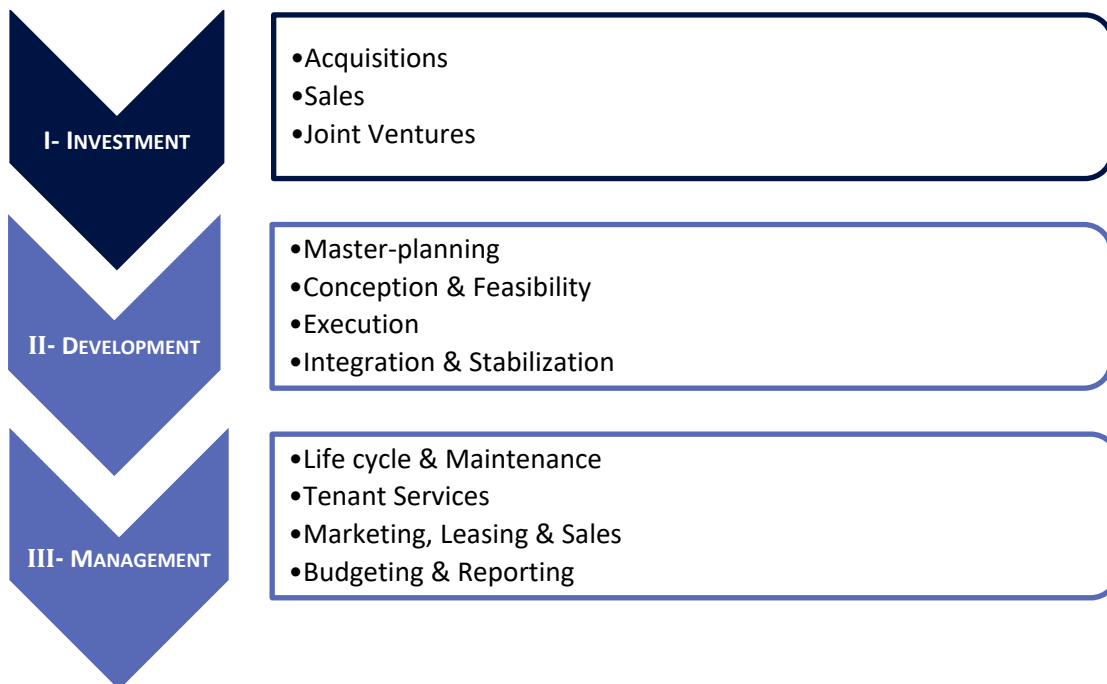 I- INVESTMENT
•Acquisitions
•Sales
•Joint Ventures
II- DEVELOPMENT
•Master-planning
•Conception & Feasibility
•Execution
•Integration & Stabilization
III- MANAGEMENT
•Life cycle & Maintenance
•Tenant Services
•Marketing, Leasing & Sales
•Budgeting & Reporting